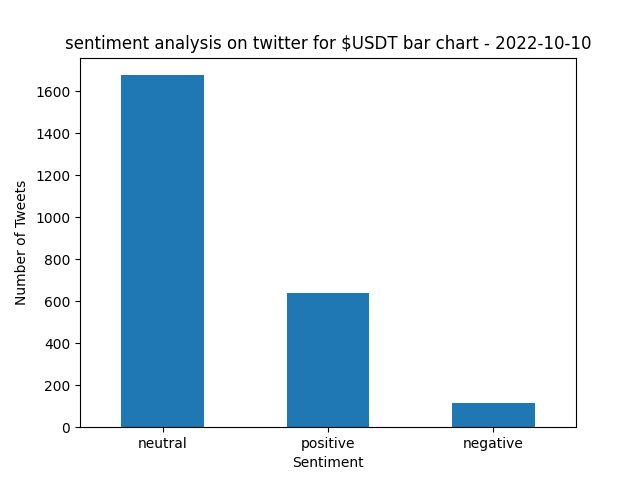 sentiment analysis on twitter for $USDT bar chart - 2022-10-10
1600
1400
1200
1000
800
600
400
200
0
Number of Tweets
neutral positive negative
Sentiment